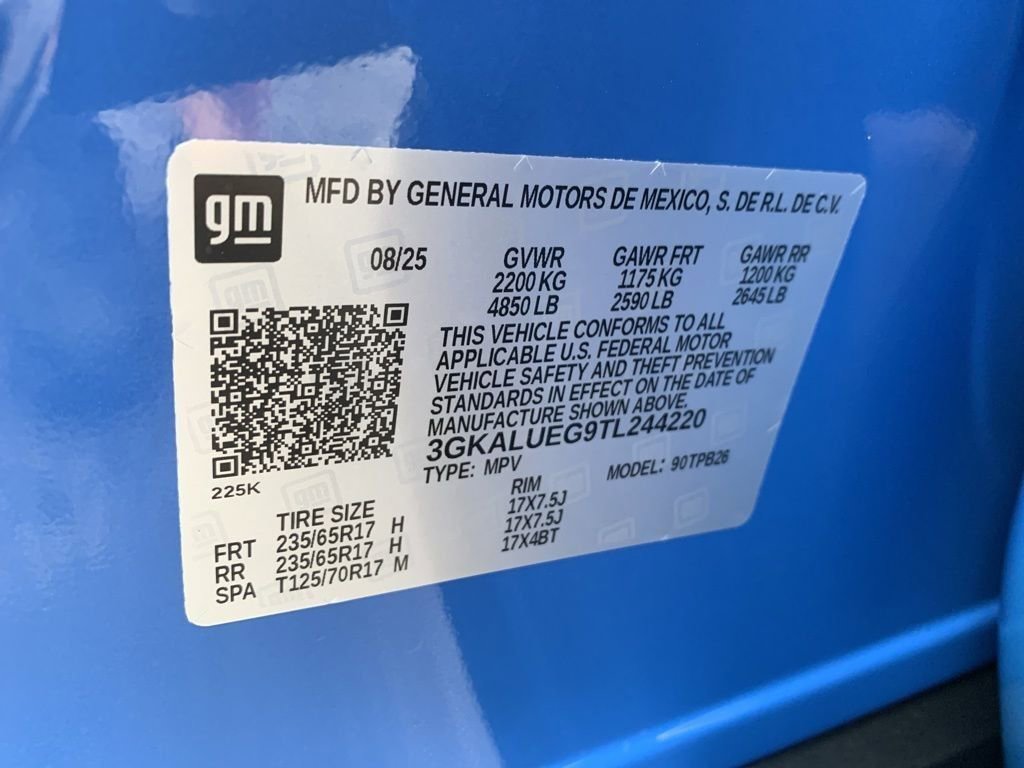 gm
MFD BY GENERAL MOTORS DE MEXICO, S. DE R.L. DE C.V.
08/25 GVWR GAWR FRT GAWR RR
2200 KG 1175 KG 1200 KG
4850 LB 2590 LB 2645 LB
THIS VEHICLE CONFORMS TO ALL
APPLICABLE U.S. FEDERAL MOTOR
VEHICLE SAFETY AND THEFT PREVENTION
STANDARDS IN EFFECT ON THE DATE OF
MANUFACTURE SHOWN ABOVE.
3GKALUEG9TL244220
TYPE: MPV MODEL: 90TPB26
225K
TIRE SIZE RIM
FRT 235/65R17 H 17X7.5J
RR 235/65R17 H 17X7.5J
SPA T125/70R17 M 17X4BT